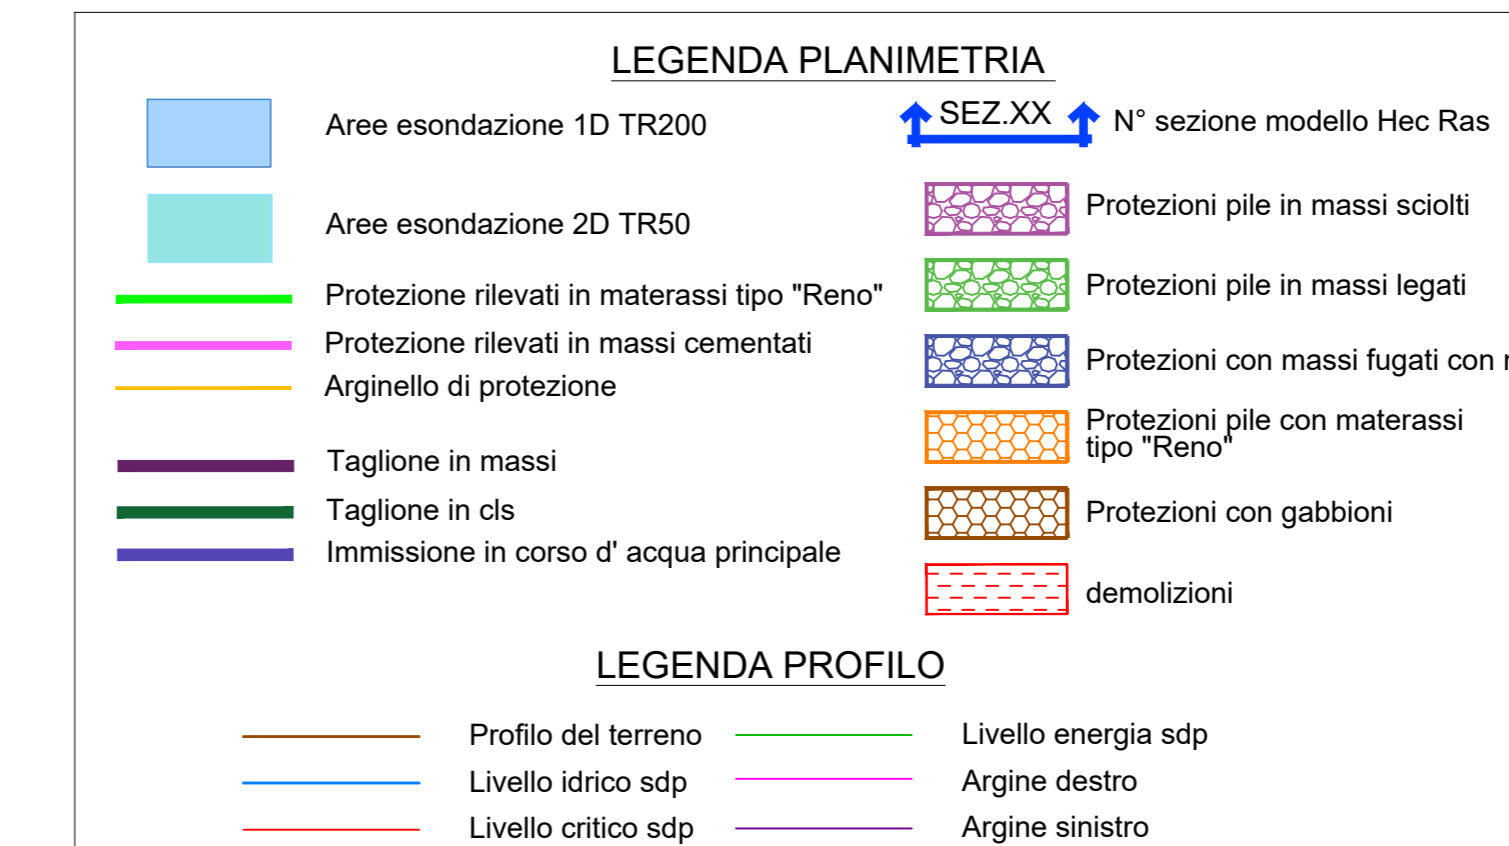 LEGENDA PLANIMETRIA
Aree esondazione 1D TR200
Aree esondazione 2D TR50
Protezione rilevati in materassi tipo "Reno"
Protezione rilevati in massi cementati
Arginello di protezione
Taglione in massi
Taglione in cls
Immissione in corso d' acqua principale
SEZ.XX
N° sezione modello Hec Ras
Protezioni pile in massi sciolti
Protezioni pile in massi legati
Protezioni con massi fugati con
Protezioni pile con materassi
tipo "Reno"
Protezioni con gabbioni
demolizioni
LEGENDA PROFILO
Profilo del terreno
Livello idrico sdp
Livello critico sdp
Livello energia sdp
Argine destro
Argine sinistro